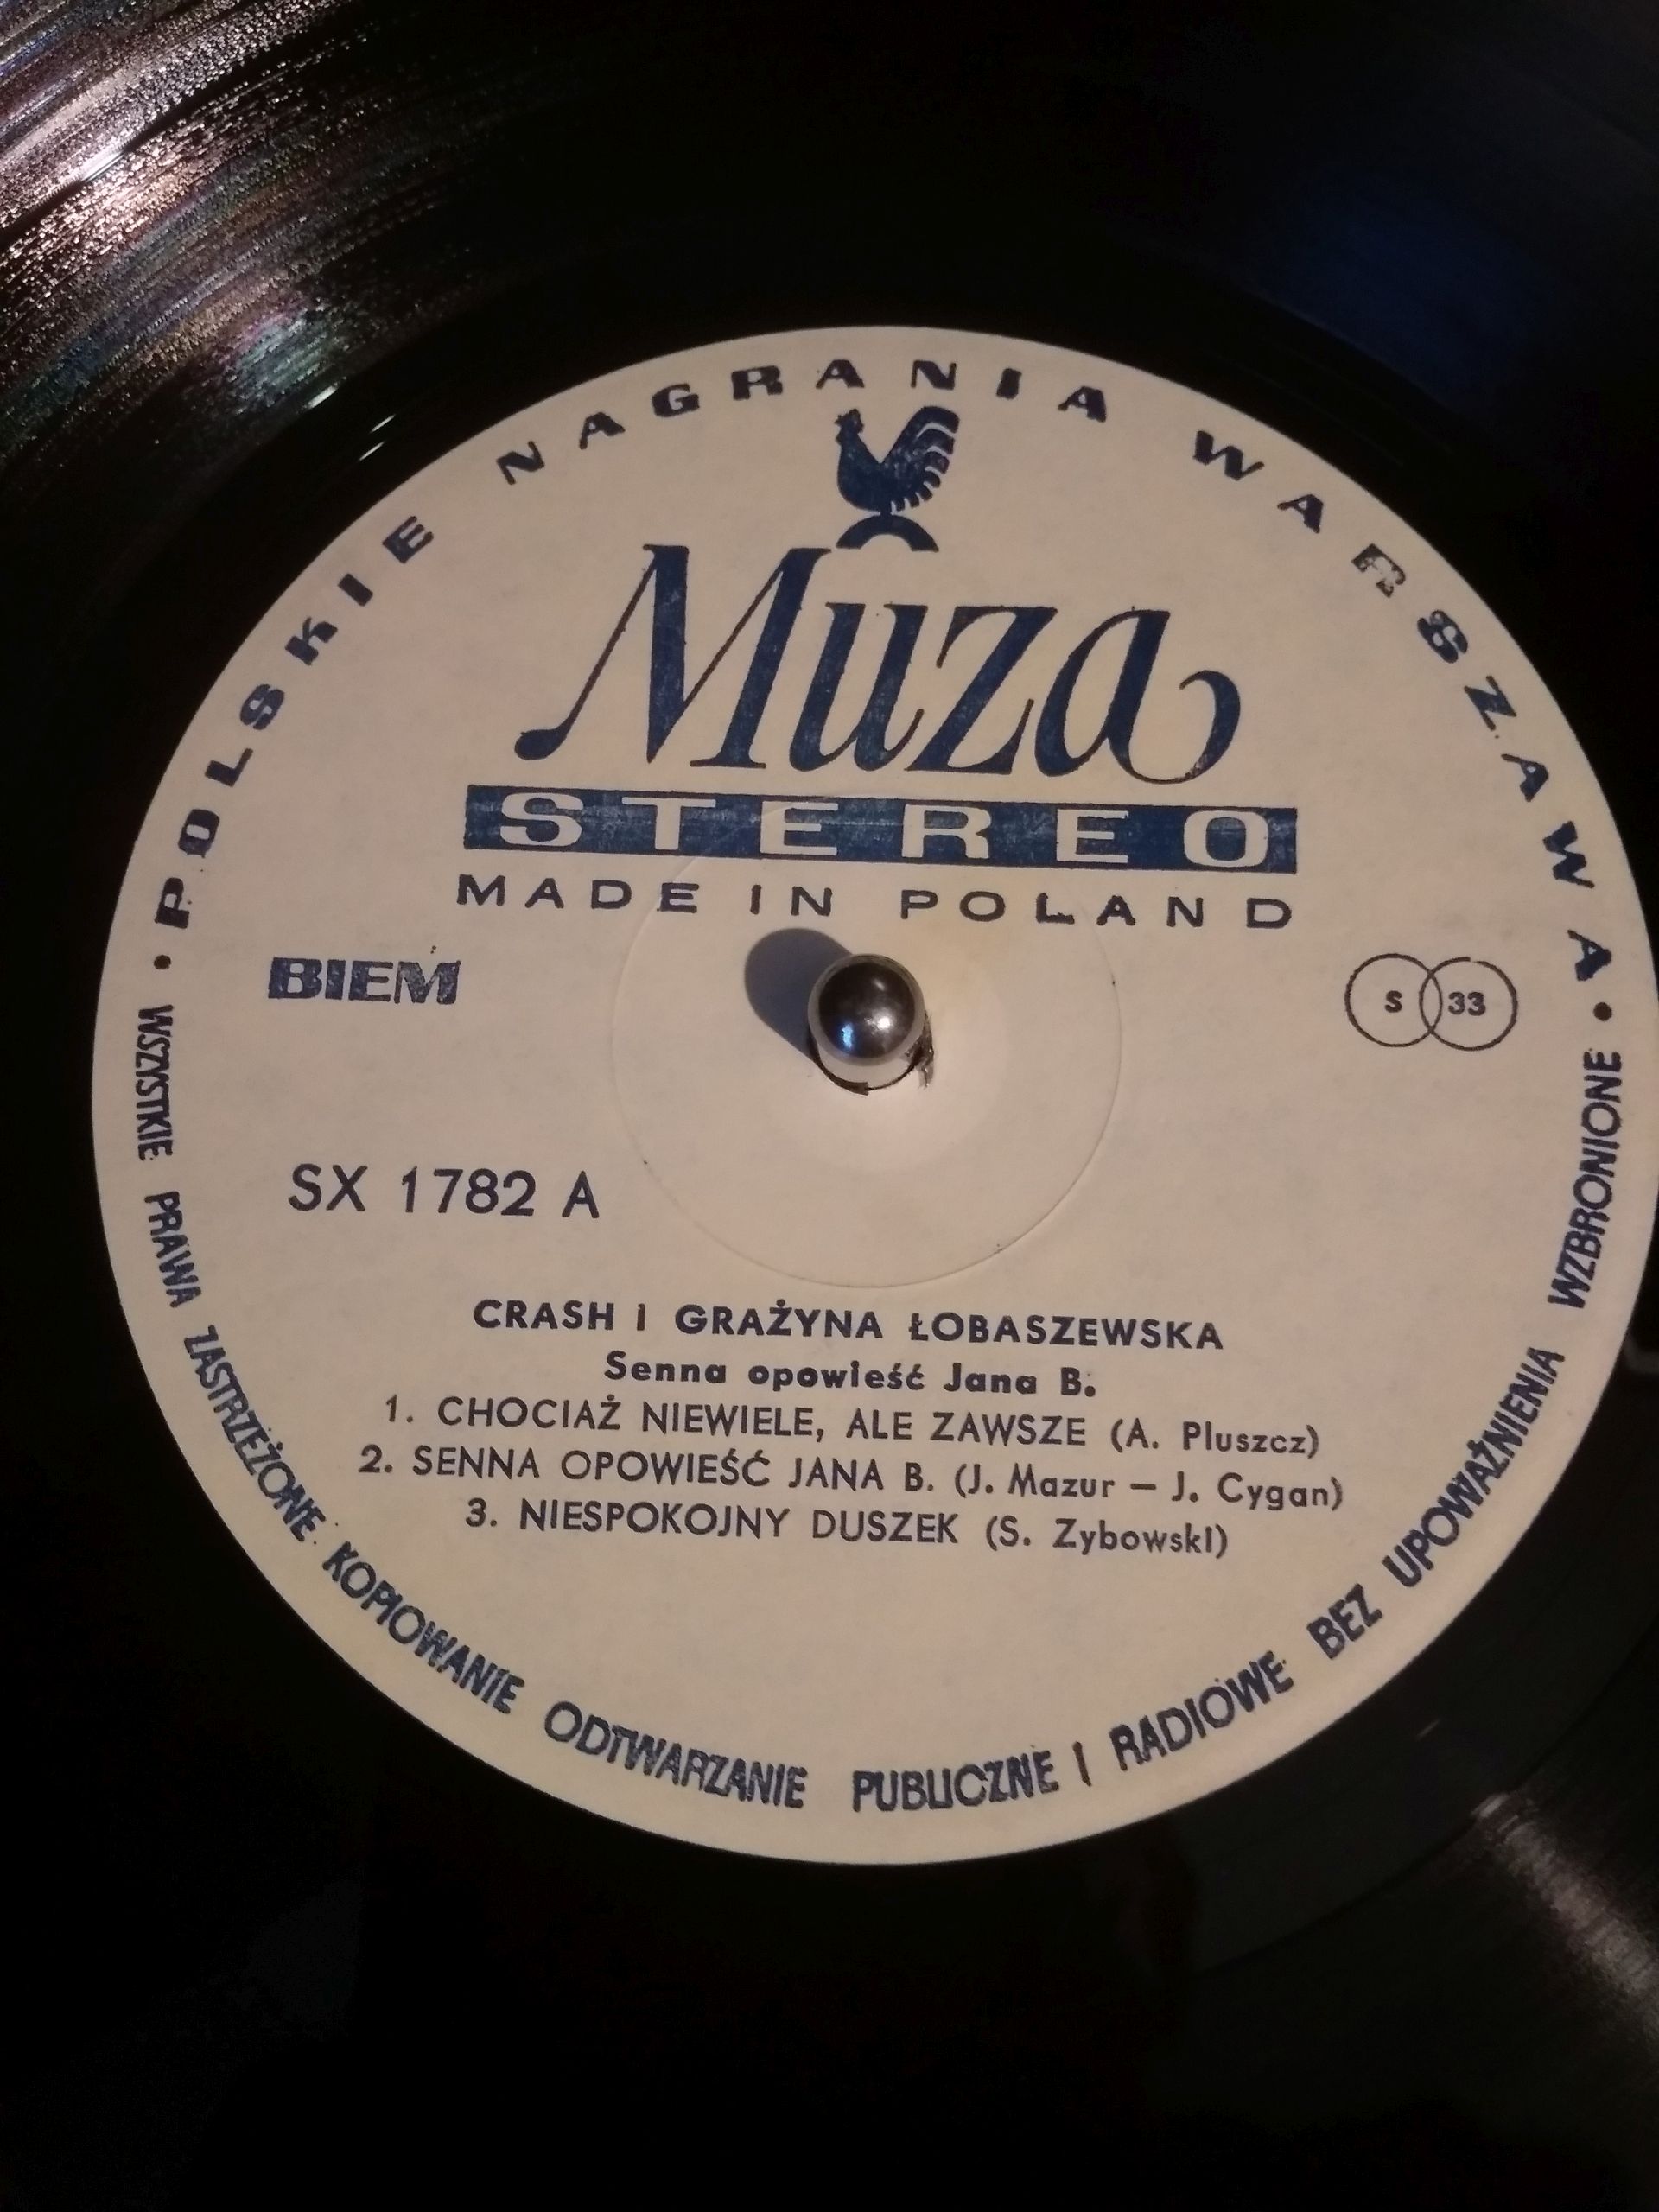 POLSKIE NAGRANIA WARSZAWA
Muza
STEREO
MADE IN POLAND
BIEM
S 33
SX 1782 A
CRASH i GRAŻYNA ŁOBASZEWSKA
Senna opowieść Jana B.
1. CHOCIAŻ NIEWIELE, ALE ZAWSZE (A. Pluszcz)
2. SENNA OPOWIEŚĆ JANA B. (J. Mazur – J. Cygan)
3. NIESPOKOJNY DUSZEK (S. Zybowski)
• WSZYSTKIE PRAWA ZASTRZEŻONE KOPIOWANIE ODTWARZANIE PUBLICZNE I RADIOWE BEZ UPOWAŻNIENIA WZBRONIONE •